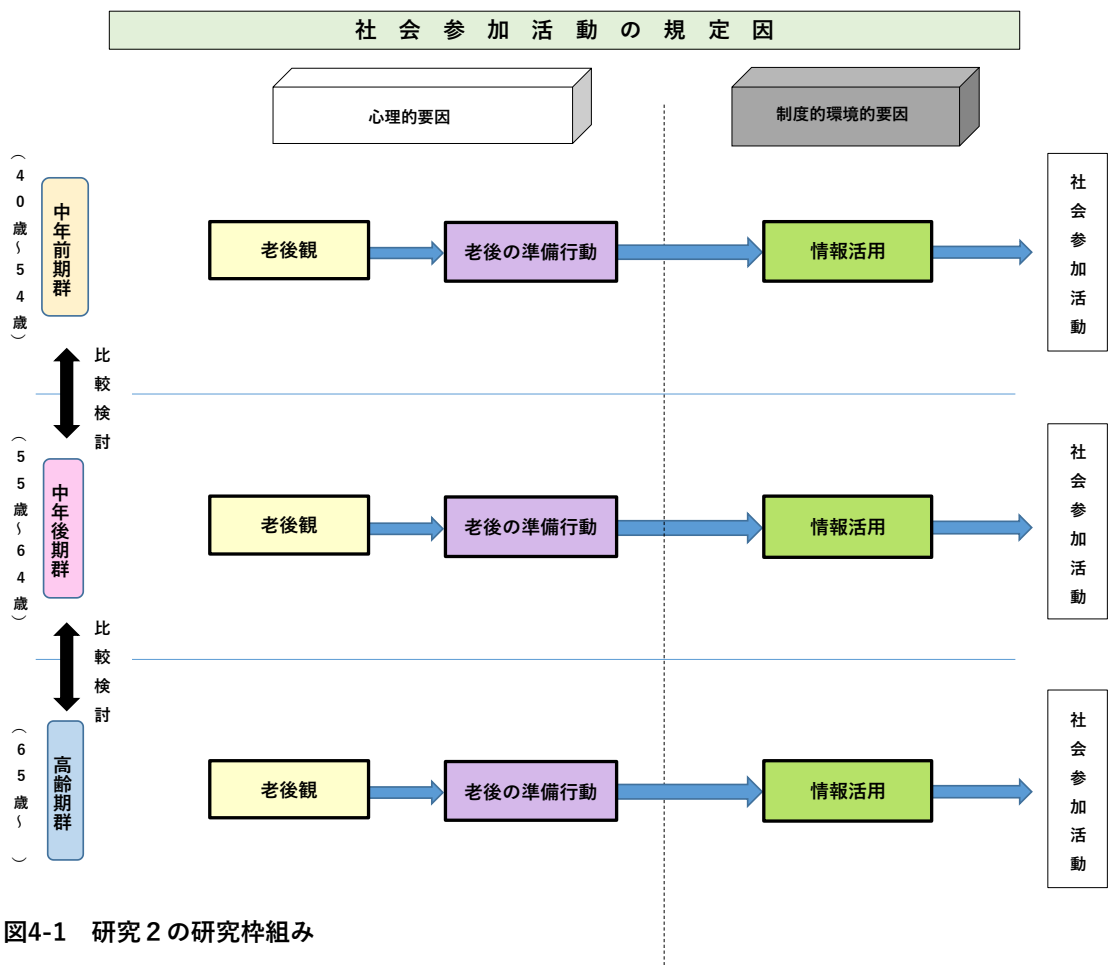 社会参加活動の規定因
心理的要因
制度的環境的要因
（40歳～54歳）
中年前期群
老後観
老後の準備行動
情報活用
社会参加活動
比較検討
（55歳～64歳）
中年後期群
老後観
老後の準備行動
情報活用
社会参加活動
比較検討
（65歳～　）
高齢期群
老後観
老後の準備行動
情報活用
社会参加活動
図4-1　研究２の研究枠組み